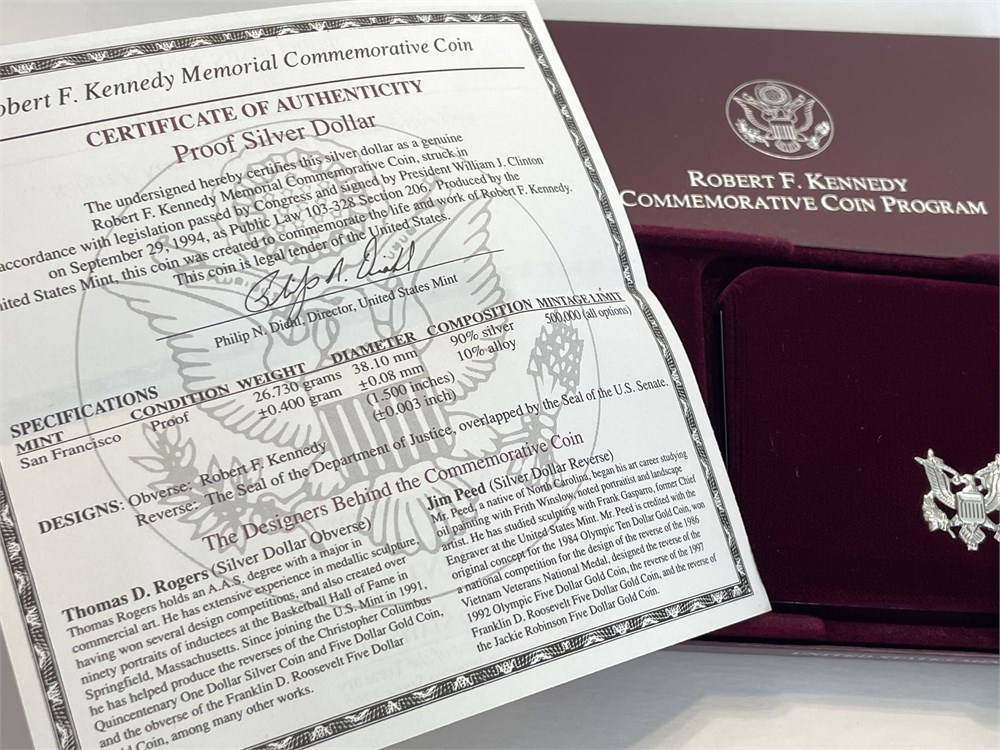 obert F. Kennedy Memorial Commemorative Coin
CERTIFICATE OF AUTHENTICITY
Proof Silver Dollar
The undersigned hereby certifies this silver dollar as a genuine
Robert F. Kennedy Memorial Commemorative Coin, struck in
accordance with legislation passed by Congress and signed by President William J. Clinton
on September 29, 1994, as Public Law 103-328 Section 206. Produced by the
nited States Mint, this coin was created to commemorate the life and work of Robert F. Kennedy.
This coin is legal tender of the United States.
Philip N. Diehl
Philip N. Diehl, Director, United States Mint
SPECIFICATIONS
MINT CONDITION WEIGHT DIAMETER COMPOSITION MINTAGE LIMIT
San Francisco Proof 26.730 grams 38.10 mm 90% silver 500,000 (all options)
±0.400 gram ±0.08 mm 10% alloy
(1.500 inches)
(±0.003 inch)
DESIGNS: Obverse: Robert F. Kennedy
Reverse: The Seal of the Department of Justice, overlapped by the Seal of the U.S. Senate.
The Designers Behind the Commemorative Coin
Thomas D. Rogers (Silver Dollar Obverse)
Thomas Rogers holds an A.A.S. degree with a major in
commercial art. He has extensive experience in medallic sculpture,
having won several design competitions, and also created over
ninety portraits of inductees at the Basketball Hall of Fame in
Springfield, Massachusetts. Since joining the U.S. Mint in 1991,
he has helped produce the reverses of the Christopher Columbus
Quincentenary One Dollar Silver Coin and Five Dollar Gold Coin,
and the obverse of the Franklin D. Roosevelt Five Dollar
Coin, among many other works.
Jim Peed (Silver Dollar Reverse)
Mr. Peed, a native of North Carolina, began his art career studying
oil painting with Frith Winslow, noted portraitist and landscape
artist. He has studied sculpting with Frank Gasparro, former Chief
Engraver at the United States Mint. Mr. Peed is credited with the
original concept for the 1984 Olympic Ten Dollar Gold Coin, won
a national competition for the design of the reverse of the 1986
Vietnam Veterans National Medal, designed the reverse of the
1992 Olympic Five Dollar Gold Coin, the reverse of the 1997
Franklin D. Roosevelt Five Dollar Gold Coin, and the reverse of
the Jackie Robinson Five Dollar Gold Coin.
ROBERT F. KENNEDY
COMMEMORATIVE COIN PROGRAM